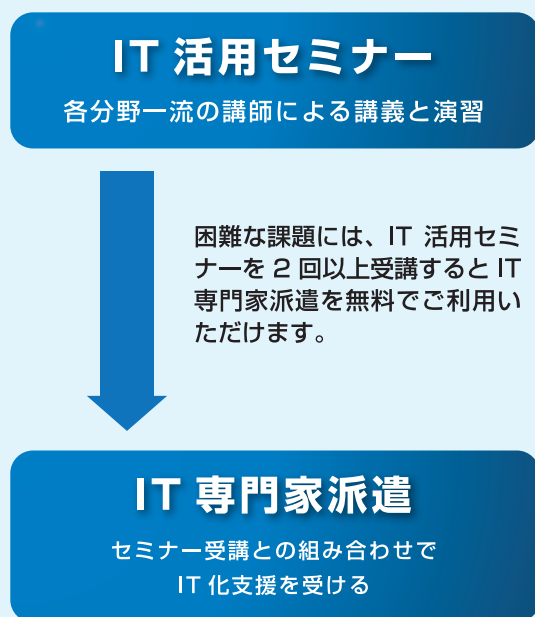 IT 活用セミナー
各分野一流の講師による講義と演習
困難な課題には、IT 活用セミ
ナーを 2 回以上受講すると IT
専門家派遣を無料でご利用い
ただけます。
IT 専門家派遣
セミナー受講との組み合わせで
IT 化支援を受ける